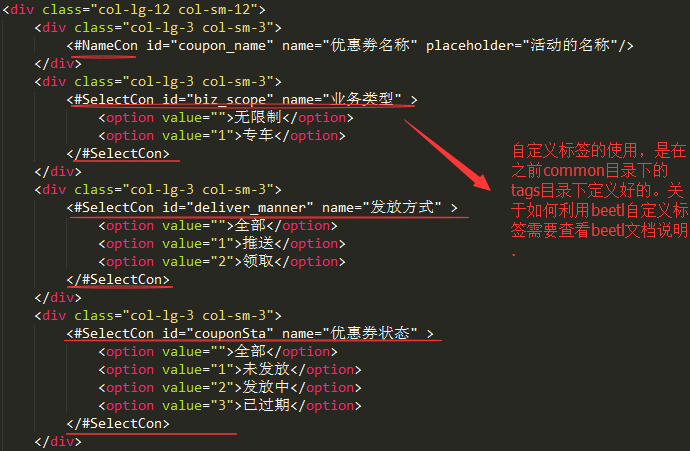 <div class="col-lg-12 col-sm-12">
<div class="col-lg-3 col-sm-3">
<#NameCon id="coupon_name" name="优惠券名称" placeholder="活动的名称"/>
</div>
<div class="col-lg-3 col-sm-3">
<#SelectCon id="biz_scope" name="业务类型" >
<option value="">无限制</option>
<option value="1">专车</option>
</#SelectCon>
</div>
<div class="col-lg-3 col-sm-3">
<#SelectCon id="deliver_manner" name="发放方式" >
<option value="">全部</option>
<option value="1">推送</option>
<option value="2">领取</option>
</#SelectCon>
</div>
<div class="col-lg-3 col-sm-3">
<#SelectCon id="couponSta" name="优惠券状态" >
<option value="">全部</option>
<option value="1">未发放</option>
<option value="2">发放中</option>
<option value="3">已过期</option>
</#SelectCon>
</div>
自定义标签的使用，是在
之前common目录下的
tags目录下定义好的。关
于如何利用beetl自定义标
签需要查看beetl文档说明
.